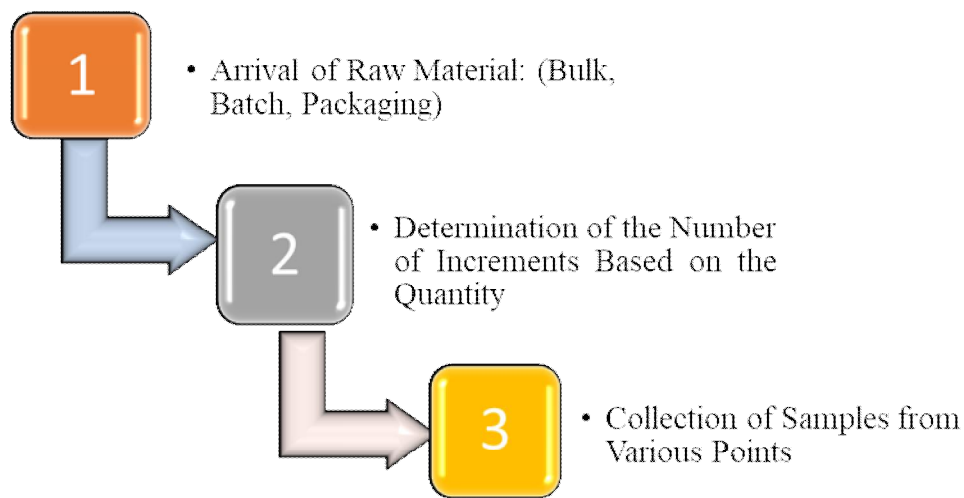 1
• Arrival of Raw Material: (Bulk,
Batch, Packaging)
2
• Determination of the Number
of Increments Based on the
Quantity
3
• Collection of Samples from
Various Points